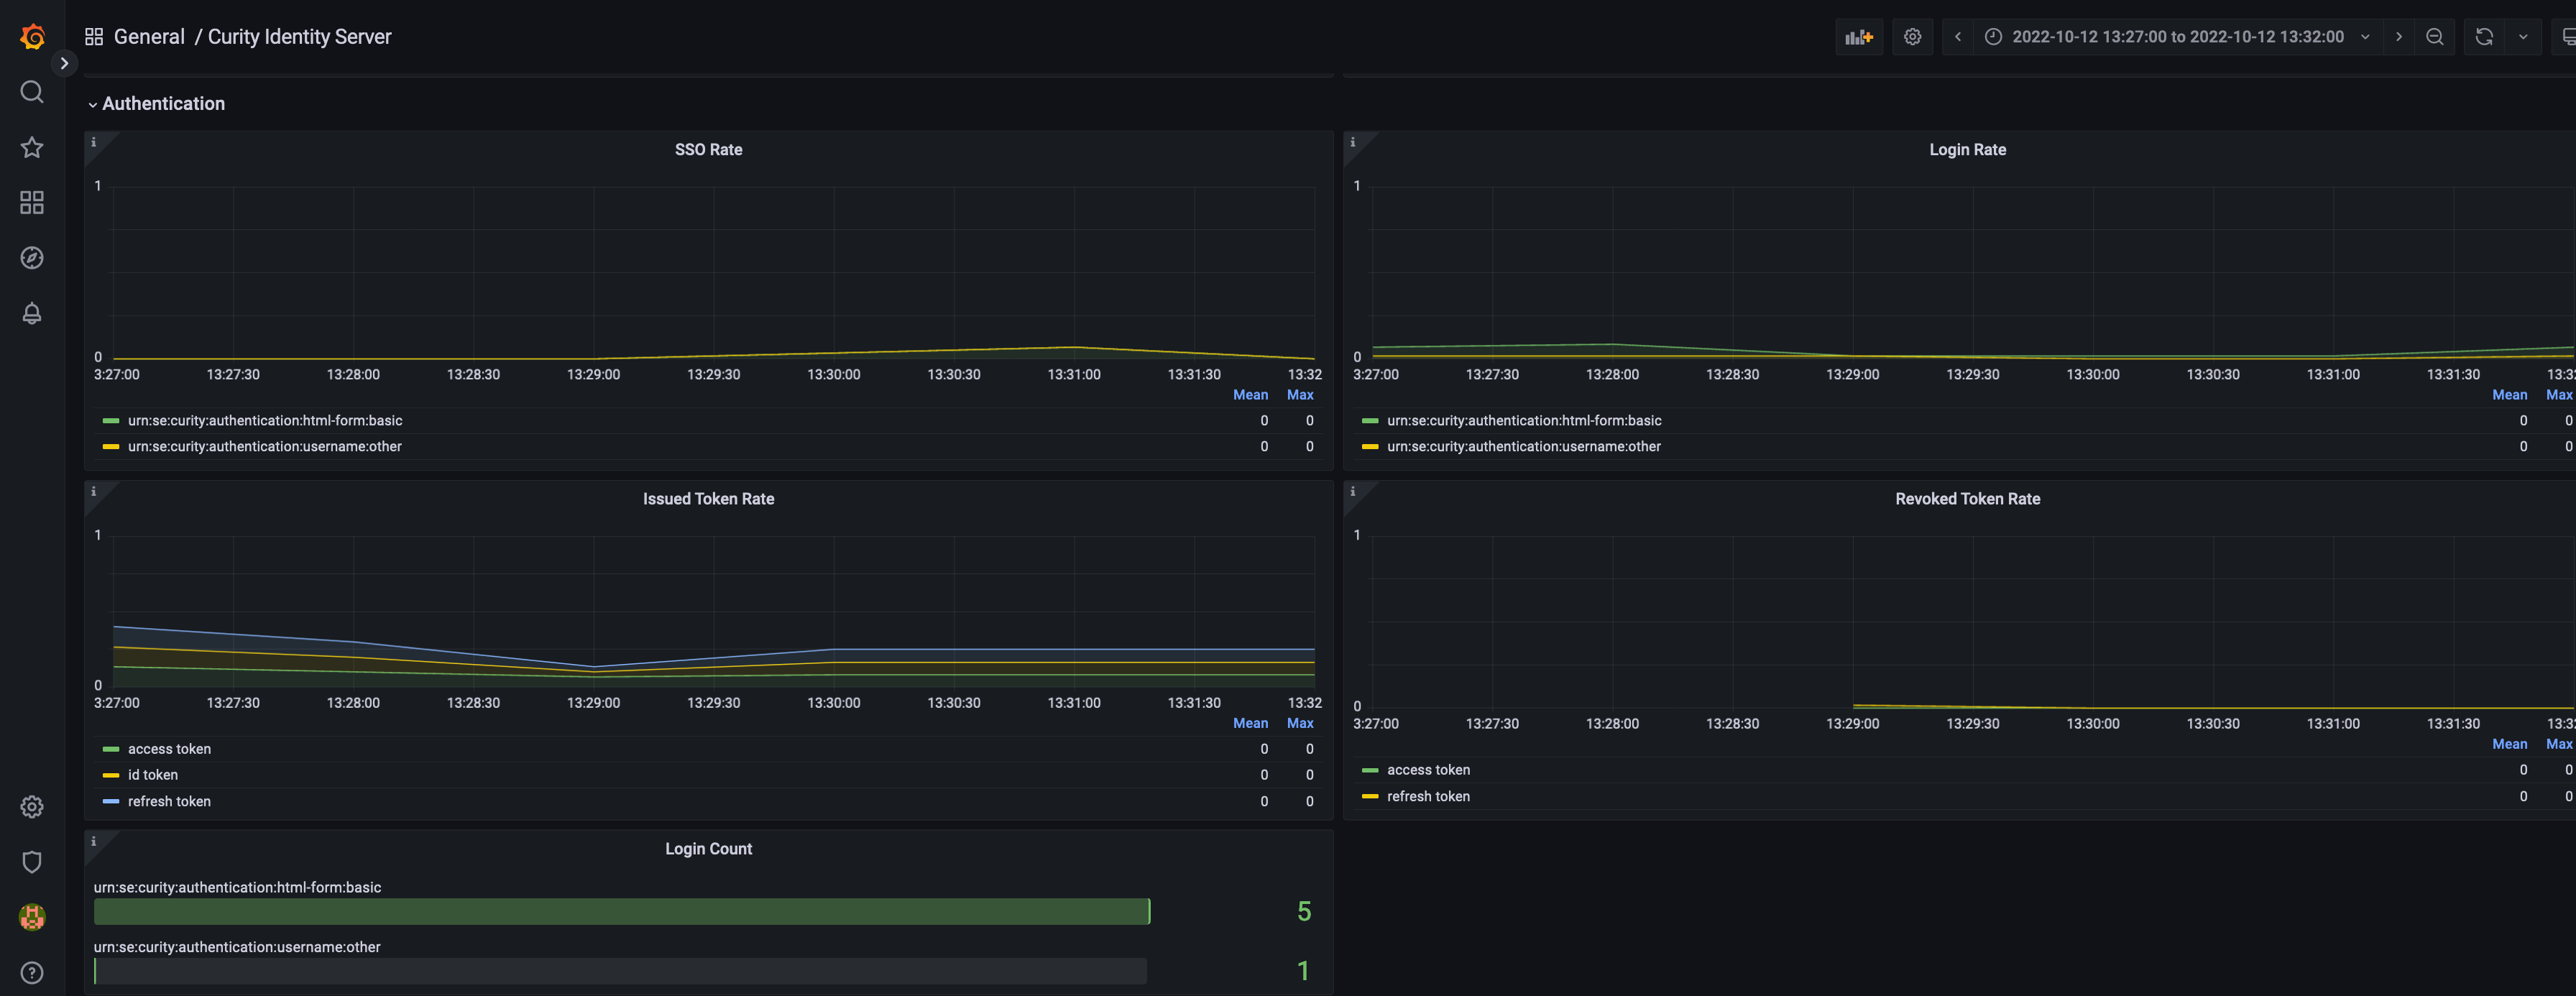 General / Curity Identity Server
2022-10-12 13:27:00 to 2022-10-12 13:32:00
Authentication
SSO Rate
1
0
3:27:00 13:27:30 13:28:00 13:28:30 13:29:00 13:29:30 13:30:00 13:30:30 13:31:00 13:31:30 13:32
Mean Max
urn:se:curity:authentication:html-form:basic 0 0
urn:se:curity:authentication:username:other 0 0
Login Rate
1
0
3:27:00 13:27:30 13:28:00 13:28:30 13:29:00 13:29:30 13:30:00 13:30:30 13:31:00 13:31:30 13:32
Mean Max
urn:se:curity:authentication:html-form:basic 0 0
urn:se:curity:authentication:username:other 0 0
Issued Token Rate
1
0
3:27:00 13:27:30 13:28:00 13:28:30 13:29:00 13:29:30 13:30:00 13:30:30 13:31:00 13:31:30 13:32
Mean Max
access token 0 0
id token 0 0
refresh token 0 0
Revoked Token Rate
1
0
3:27:00 13:27:30 13:28:00 13:28:30 13:29:00 13:29:30 13:30:00 13:30:30 13:31:00 13:31:30 13:32
Mean Max
access token 0 0
refresh token 0 0
Login Count
urn:se:curity:authentication:html-form:basic
5
urn:se:curity:authentication:username:other
1